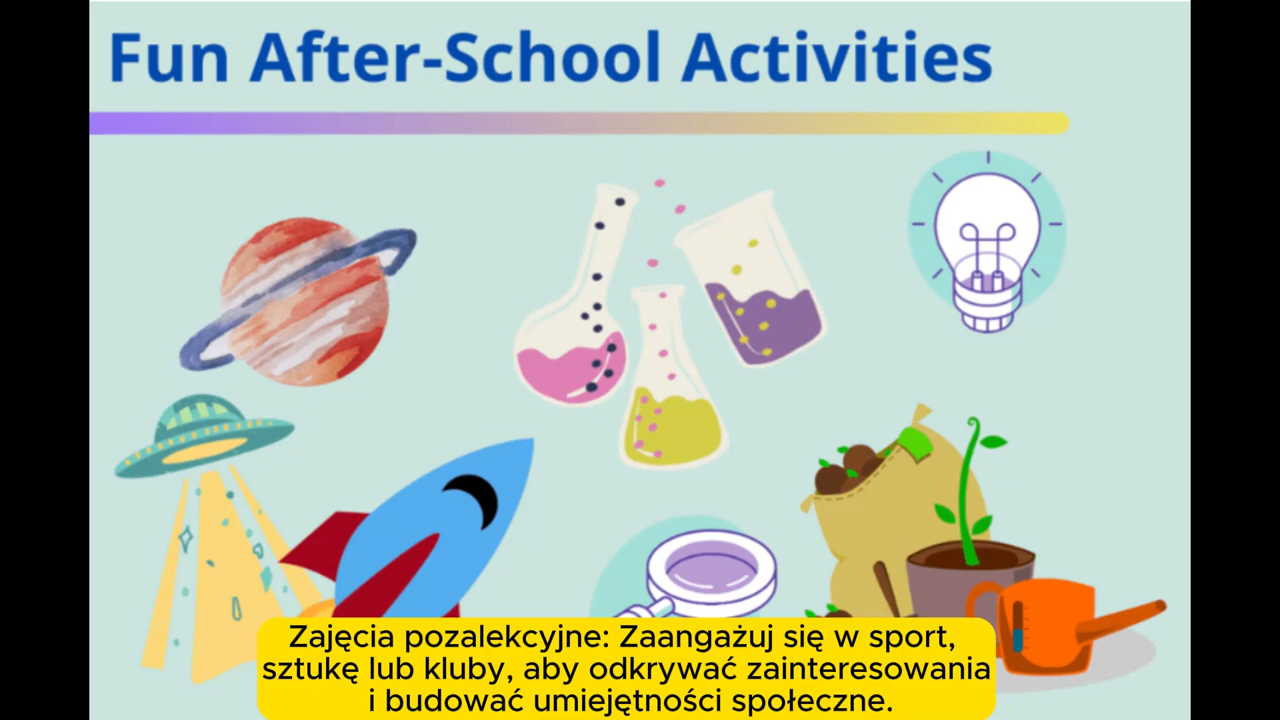 Fun After-School Activities
Zajęcia pozalekcyjne: Zaangażuj się w sport,
sztukę lub kluby, aby odkrywać zainteresowania
i budować umiejętności społeczne.